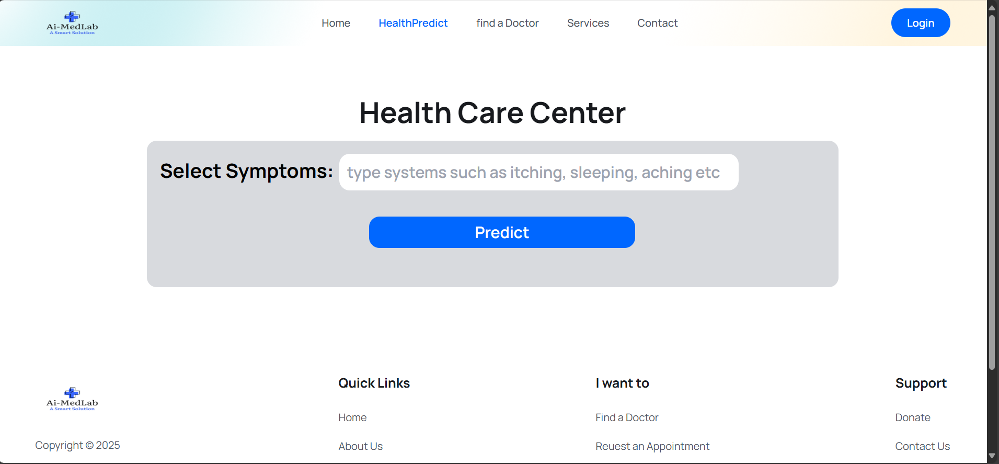 Ai-MedLab
A Smart Solution
Home
HealthPredict
find a Doctor
Services
Contact
Login
Health Care Center
Select Symptoms:
type systems such as itching, sleeping, aching etc
Predict
Ai-MedLab
A Smart Solution
Copyright © 2025
Quick Links
Home
About Us
I want to
Find a Doctor
Reuest an Appointment
Support
Donate
Contact Us